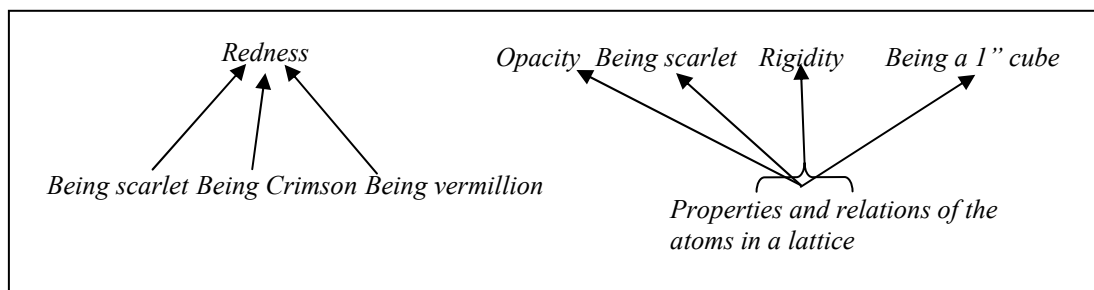 Redness
Opacity Being scarlet Rigidity Being a 1” cube
Being scarlet Being Crimson Being vermillion
Properties and relations of the
atoms in a lattice